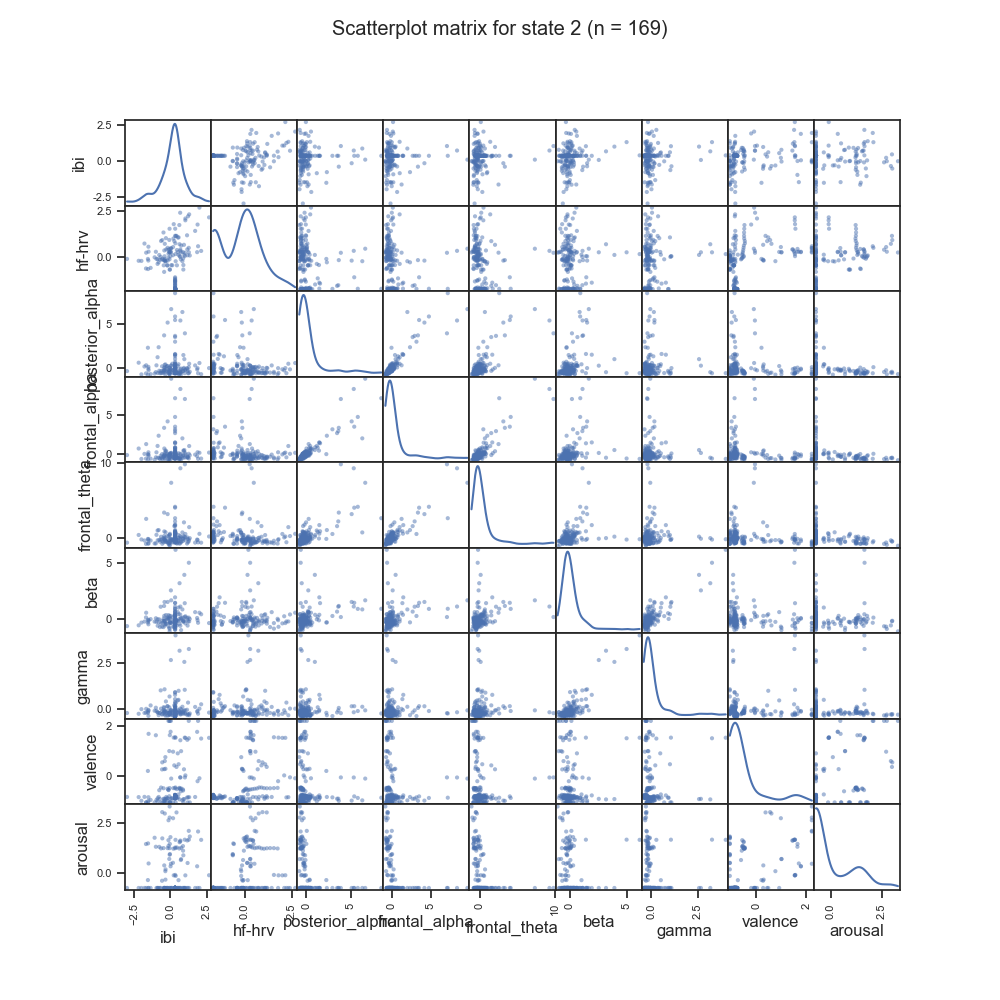 Scatterplot matrix for state 2 (n = 169)
2.5
0.0
−2.5
ibi
2.5
0.0
hf-hrv
5
0
posterior_alpha
5
0
frontal_alpha
10
0
frontal_theta
5
0
beta
2.5
0.0
gamma
2
0
valence
2.5
0.0
arousal
−2.5 0.0 2.5 0.0 2.5 0 5 0 5 0 10 0 5 0.0 2.5 0 2 0.0 2.5
ibi hf-hrv posterior_alpha frontal_alpha frontal_theta beta gamma valence arousal